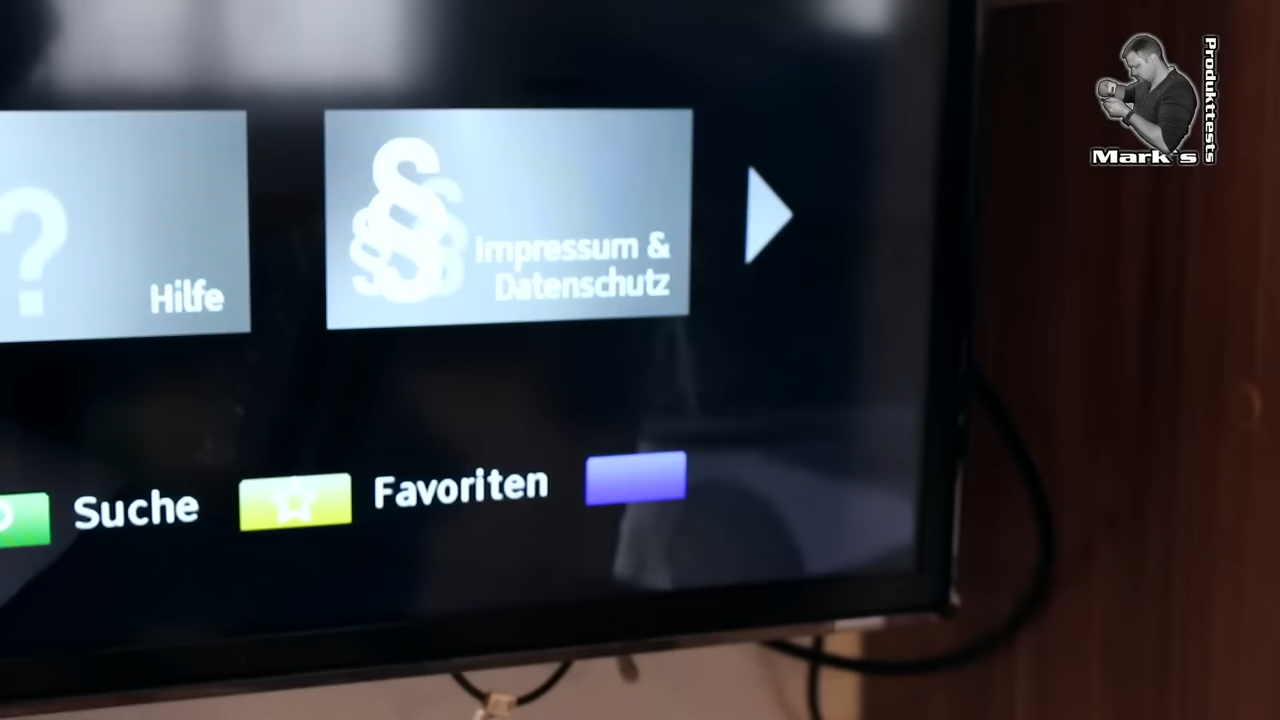 Hilfe
§ Impressum &
Datenschutz
Suche
Favoriten
Mark's
Produkttests